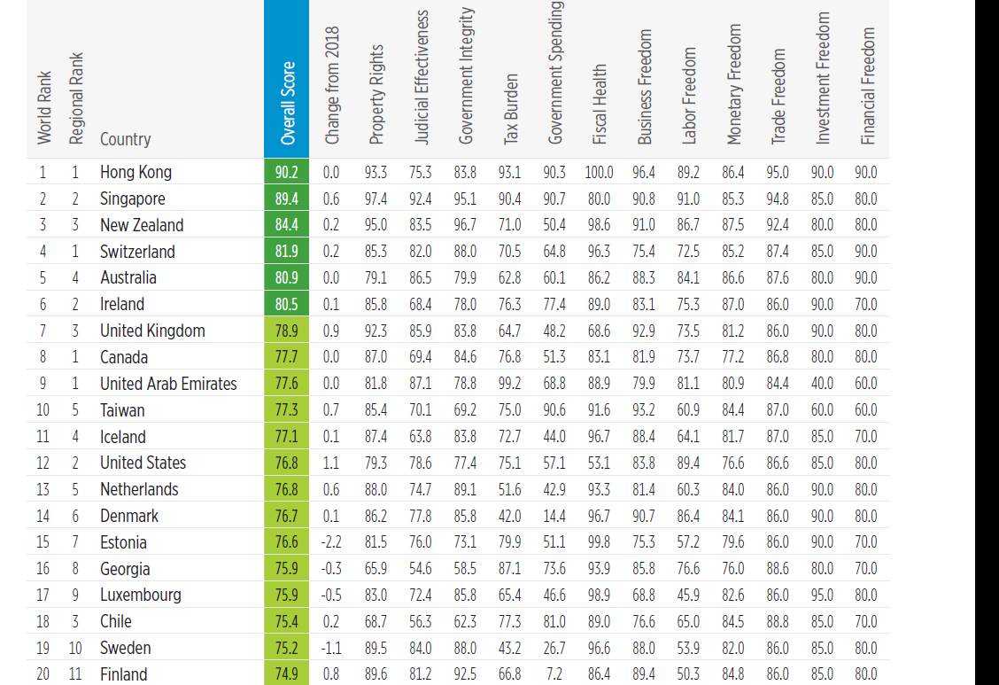 World Rank Regional Rank Country Overall Score Change from 2018 Property Rights Judicial Effectiveness Government Integrity Tax Burden Government Spending Fiscal Health Business Freedom Labor Freedom Monetary Freedom Trade Freedom Investment Freedom Financial Freedom
1 1 Hong Kong 90.2 0.0 93.3 75.3 83.8 93.1 90.3 100.0 96.4 89.2 86.4 95.0 90.0 90.0
2 2 Singapore 89.4 0.6 97.4 92.4 95.1 90.4 90.7 80.0 90.8 91.0 85.3 94.8 85.0 80.0
3 3 New Zealand 84.4 0.2 95.0 83.5 96.7 71.0 50.4 98.6 91.0 86.7 87.5 92.4 80.0 80.0
4 1 Switzerland 81.9 0.2 85.3 82.0 88.0 70.5 64.8 96.3 75.4 72.5 85.2 87.4 85.0 90.0
5 4 Australia 80.9 0.0 79.1 86.5 79.9 62.8 60.1 86.2 88.3 84.1 86.6 87.6 80.0 90.0
6 2 Ireland 80.5 0.1 85.8 68.4 78.0 76.3 77.4 89.0 83.1 75.3 87.0 86.0 90.0 70.0
7 3 United Kingdom 78.9 0.9 92.3 85.9 83.8 64.7 48.2 68.6 92.9 73.5 81.2 86.0 90.0 80.0
8 1 Canada 77.7 0.0 87.0 69.4 84.6 76.8 51.3 83.1 81.9 73.7 77.2 86.8 80.0 80.0
9 1 United Arab Emirates 77.6 0.0 81.8 87.1 78.8 99.2 68.8 88.9 79.9 81.1 80.9 84.4 40.0 60.0
10 5 Taiwan 77.3 0.7 85.4 70.1 69.2 75.0 90.6 91.6 93.2 60.9 84.4 87.0 60.0 60.0
11 4 Iceland 77.1 0.1 87.4 63.8 83.8 72.7 44.0 96.7 88.4 64.1 81.7 87.0 85.0 70.0
12 2 United States 76.8 1.1 79.3 78.6 77.4 75.1 57.1 53.1 83.8 89.4 76.6 86.6 85.0 80.0
13 5 Netherlands 76.8 0.6 88.0 74.7 89.1 51.6 42.9 93.3 81.4 60.3 84.0 86.0 90.0 80.0
14 6 Denmark 76.7 0.1 86.2 77.8 85.8 42.0 14.4 96.7 90.7 86.4 84.1 86.0 90.0 80.0
15 7 Estonia 76.6 -2.2 81.5 76.0 73.1 79.9 51.1 99.8 75.3 57.2 79.6 86.0 90.0 70.0
16 8 Georgia 75.9 -0.3 65.9 54.6 58.5 87.1 73.6 93.9 85.8 76.6 76.0 88.6 80.0 70.0
17 9 Luxembourg 75.9 -0.5 83.0 72.4 85.8 65.4 46.6 98.9 68.8 45.9 82.6 86.0 95.0 80.0
18 3 Chile 75.4 0.2 68.7 56.3 62.3 77.3 81.0 89.0 76.6 65.0 84.5 88.8 85.0 70.0
19 10 Sweden 75.2 -1.1 89.5 84.0 88.0 43.2 26.7 96.6 88.0 53.9 82.0 86.0 85.0 80.0
20 11 Finland 74.9 0.8 89.6 81.2 92.5 66.8 7.2 86.4 89.4 50.3 84.8 86.0 85.0 80.0